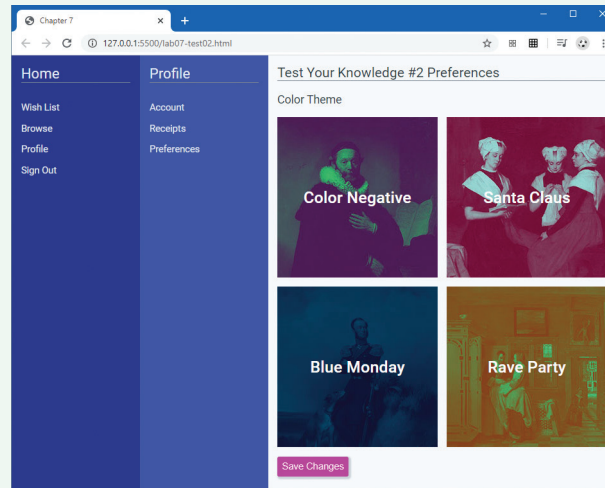 Chapter 7
127.0.0.1:5500/lab07-test02.html
Home
Wish List
Browse
Profile
Sign Out
Profile
Account
Receipts
Preferences
Test Your Knowledge #2 Preferences
Color Theme
Color Negative
Santa Claus
Blue Monday
Rave Party
Save Changes